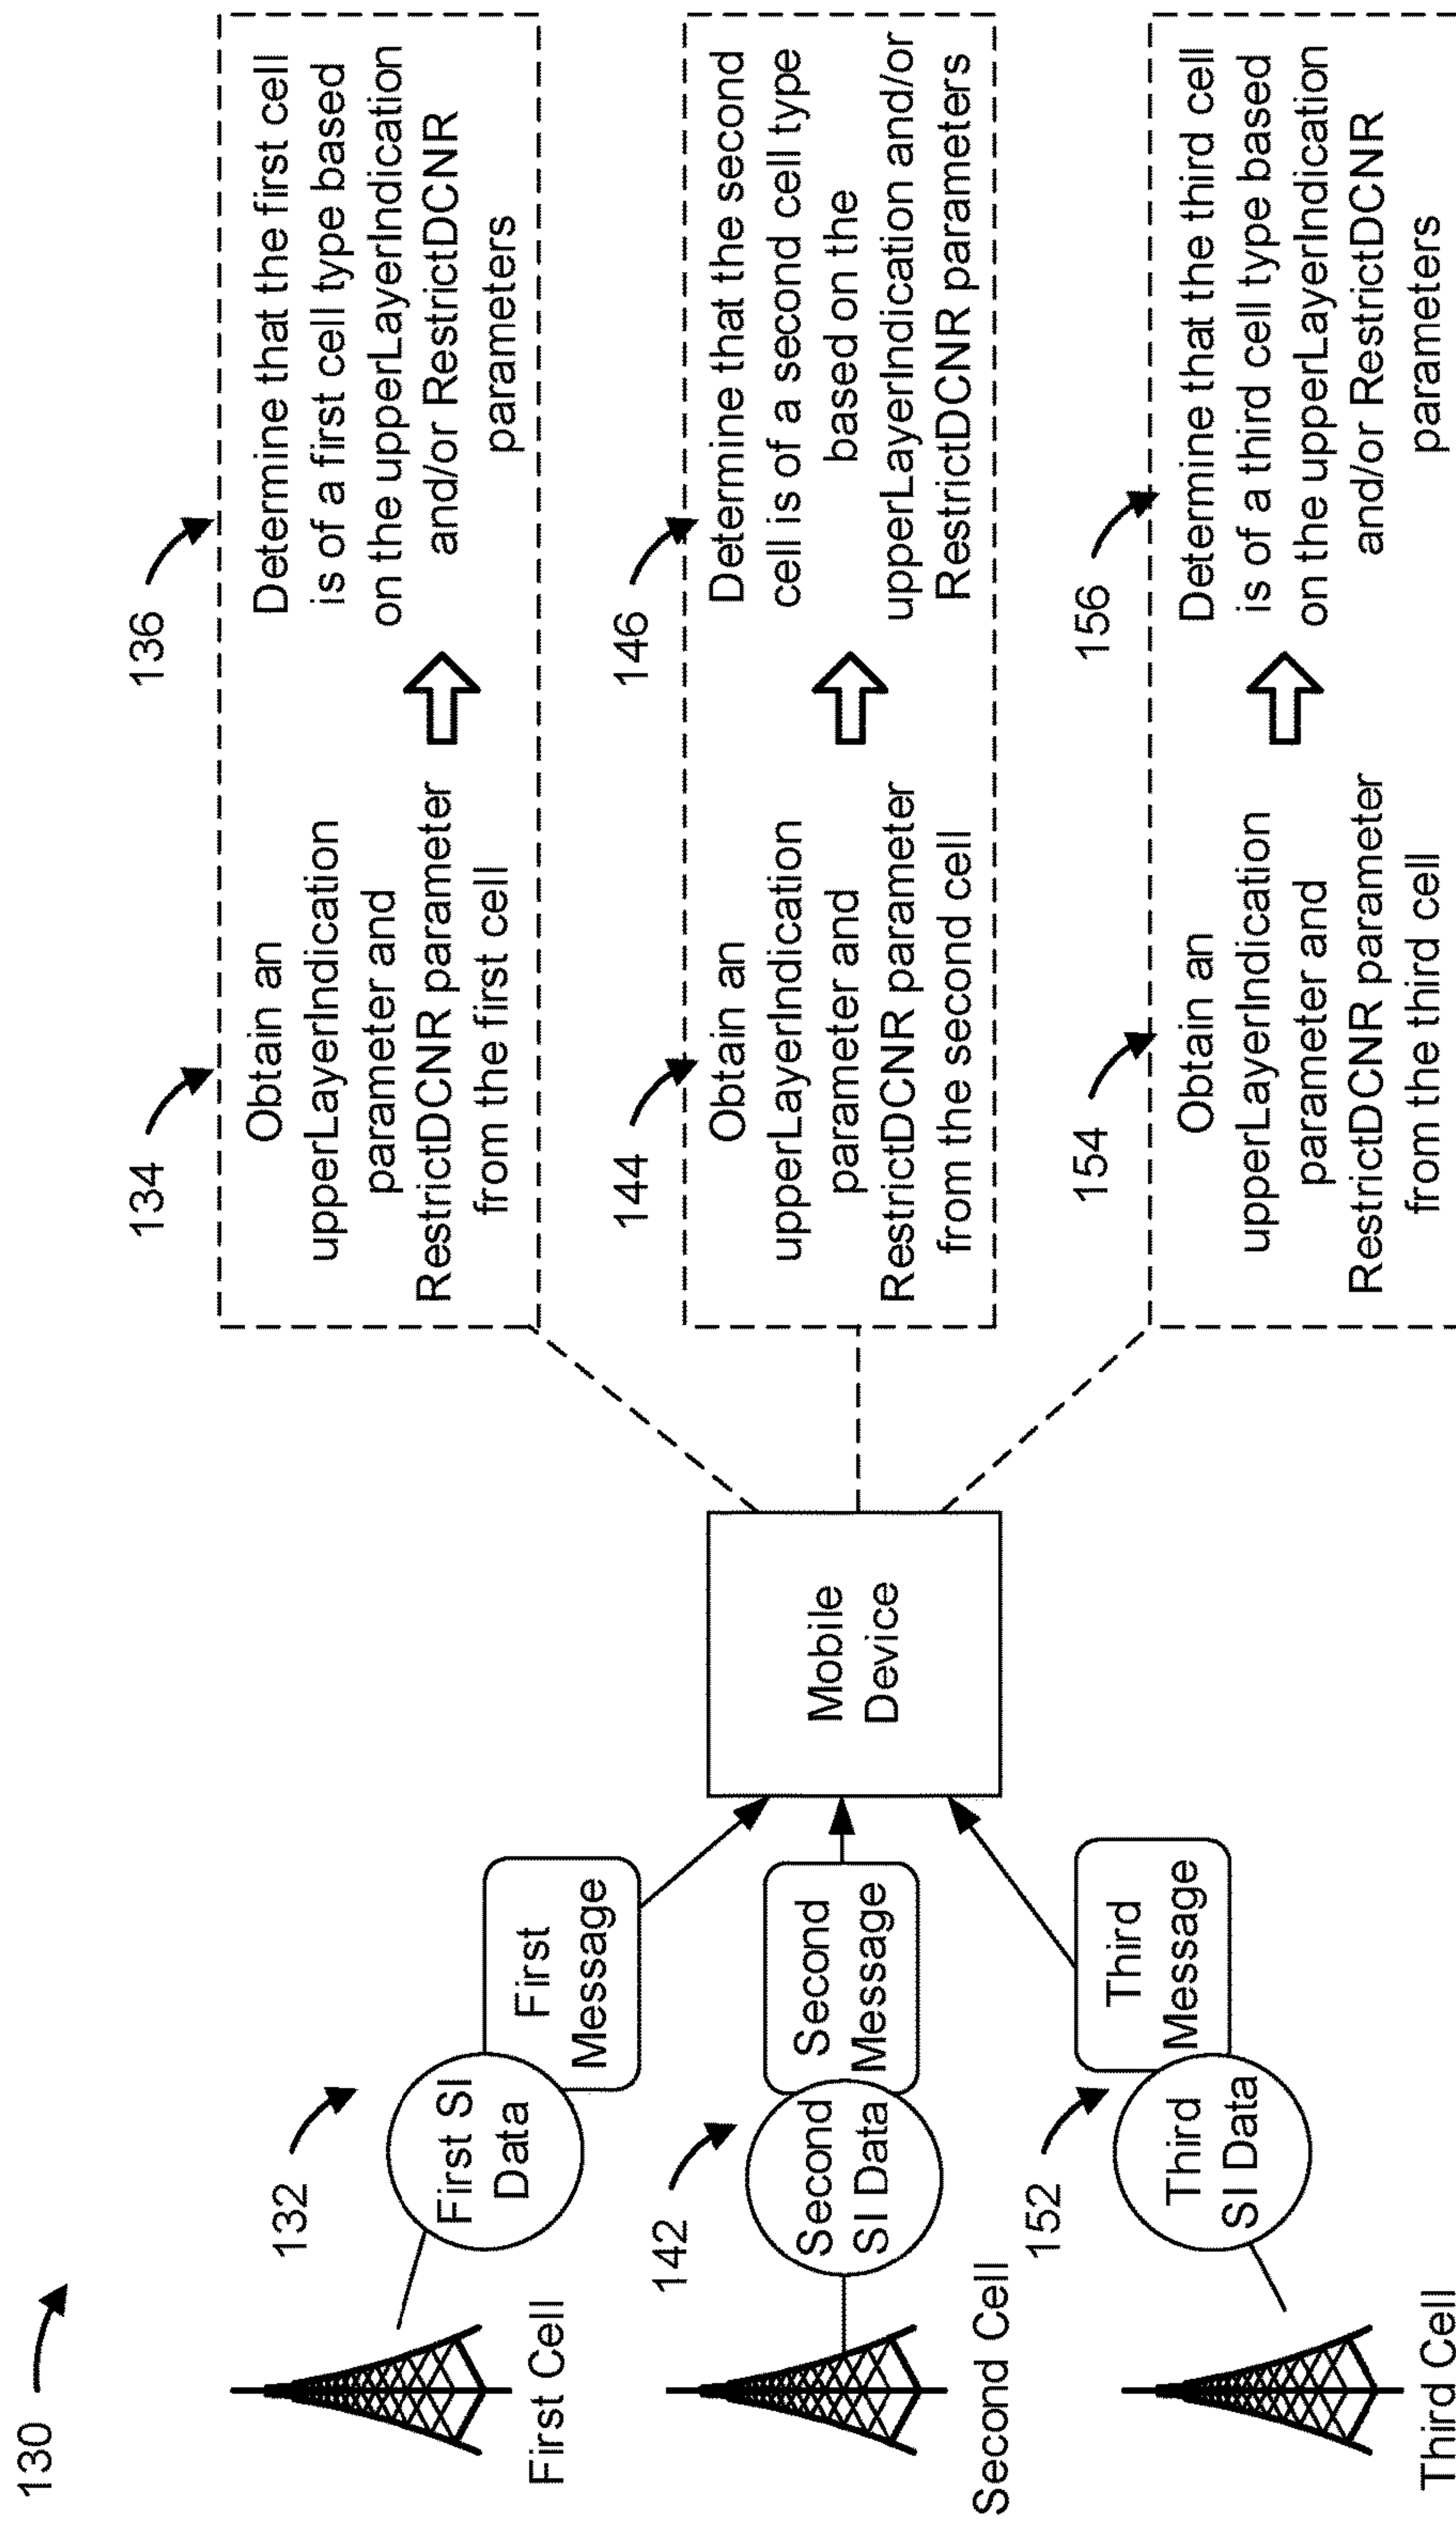 130
First Cell
132
First SI
Data
First
Message
Second Cell
142
Second
SI Data
Second
Message
Third Cell
152
Third
SI Data
Third
Message
Mobile
Device
134
Obtain an
upperLayerIndication
parameter and
RestrictDCNR parameter
from the first cell
136
Determine that the first cell
is of a first cell type based
on the upperLayerIndication
and/or RestrictDCNR
parameters
144
Obtain an
upperLayerIndication
parameter and
RestrictDCNR parameter
from the second cell
146
Determine that the second
cell is of a second cell type
based on the
upperLayerIndication and/or
RestrictDCNR parameters
154
Obtain an
upperLayerIndication
parameter and
RestrictDCNR parameter
from the third cell
156
Determine that the third cell
is of a third cell type based
on the upperLayerIndication
and/or RestrictDCNR
parameters